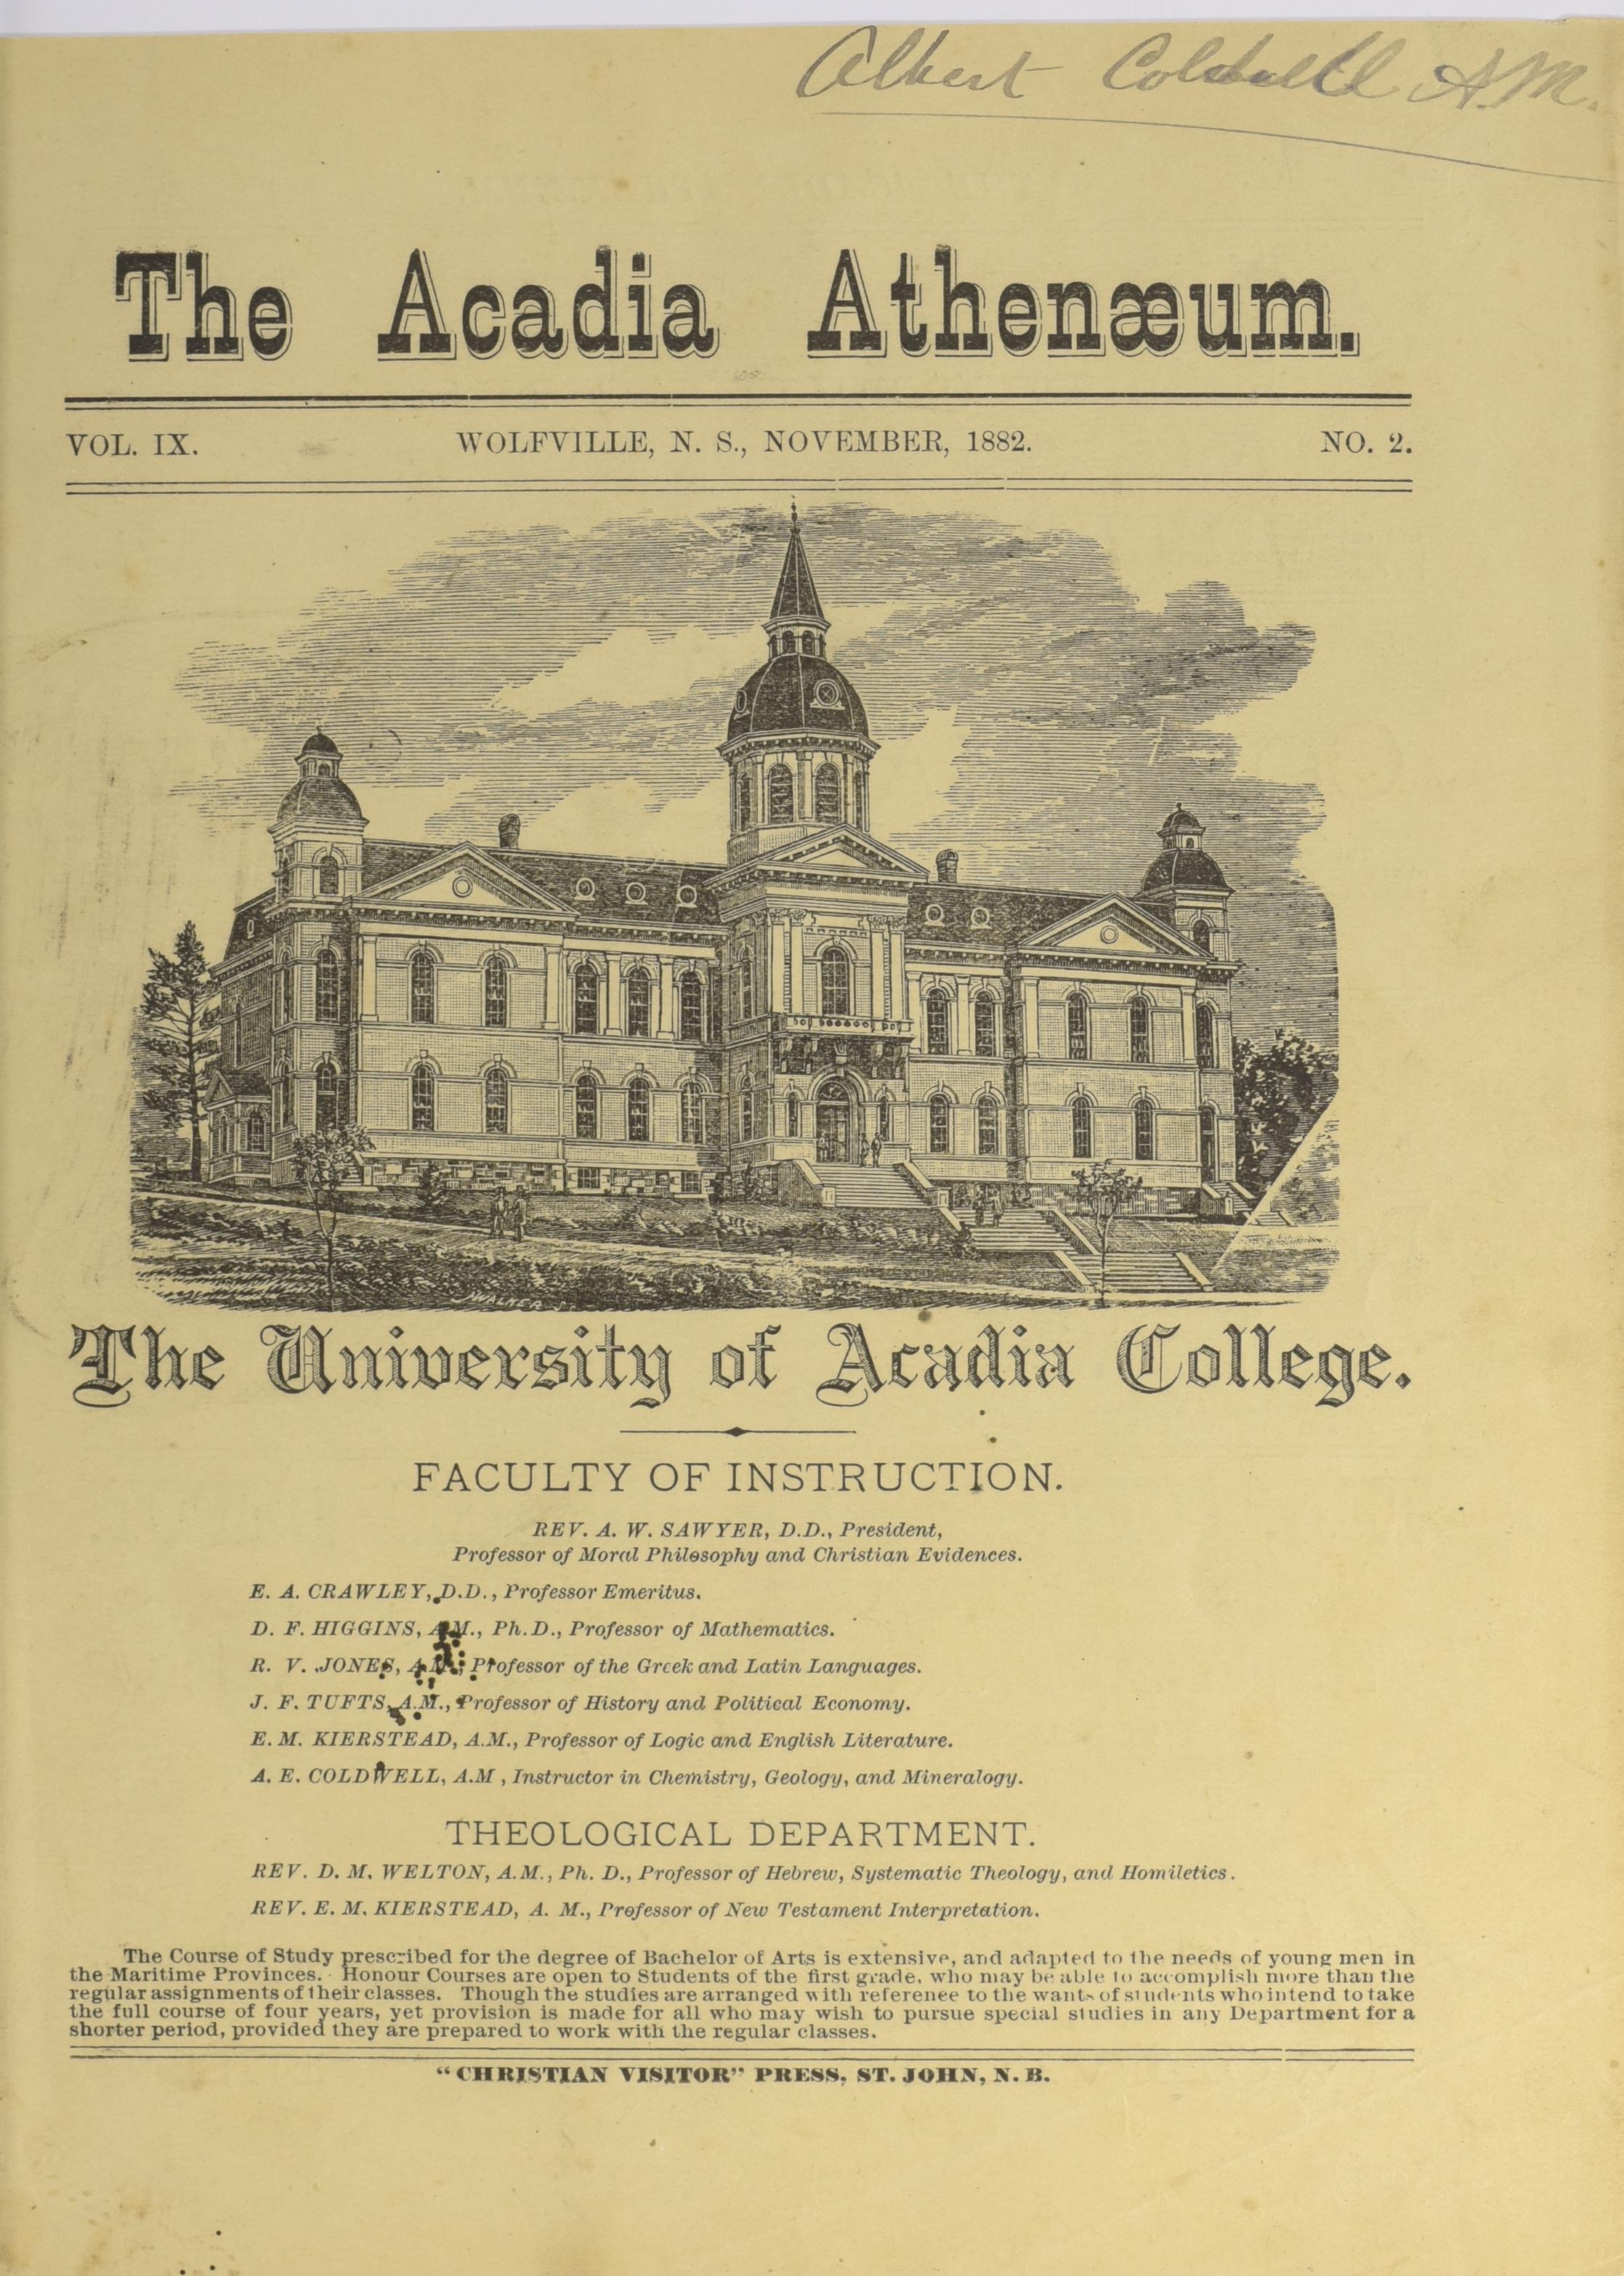 Albert Coldwell A.M.
The Acadia Athenæum.
VOL. IX. WOLFVILLE, N. S., NOVEMBER, 1882. NO. 2.
The University of Acadia College.
FACULTY OF INSTRUCTION.
REV. A. W. SAWYER, D.D., President,
Professor of Moral Philosophy and Christian Evidences.
E. A. CRAWLEY, D.D., Professor Emeritus.
D. F. HIGGINS, A.M., Ph.D., Professor of Mathematics.
R. V. JONES, A.M., Professor of the Greek and Latin Languages.
J. F. TUFTS, A.M., Professor of History and Political Economy.
E. M. KIERSTEAD, A.M., Professor of Logic and English Literature.
A. E. COLDWELL, A.M , Instructor in Chemistry, Geology, and Mineralogy.
THEOLOGICAL DEPARTMENT.
REV. D. M. WELTON, A.M., Ph. D., Professor of Hebrew, Systematic Theology, and Homiletics.
REV. E. M. KIERSTEAD, A. M., Professor of New Testament Interpretation.
The Course of Study prescribed for the degree of Bachelor of Arts is extensive, and adapted to the needs of young men in
the Maritime Provinces. Honour Courses are open to Students of the first grade, who may be able to accomplish more than the
regular assignments of their classes. Though the studies are arranged with reference to the wants of students who intend to take
the full course of four years, yet provision is made for all who may wish to pursue special studies in any Department for a
shorter period, provided they are prepared to work with the regular classes.
"CHRISTIAN VISITOR" PRESS, ST. JOHN, N. B.